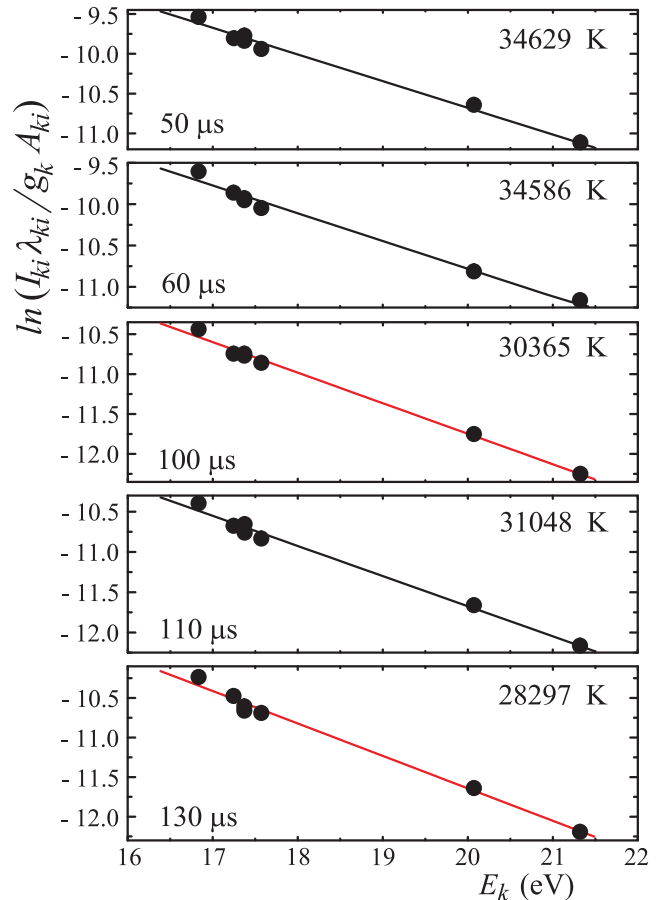 ln (I_ki λ_ki / g_k A_ki)
- 9.5
- 10.0
- 10.5
- 11.0
34629 K
50 μs
- 9.5
- 10.0
- 10.5
- 11.0
34586 K
60 μs
- 10.5
- 11.0
- 11.5
- 12.0
30365 K
100 μs
- 10.5
- 11.0
- 11.5
- 12.0
31048 K
110 μs
- 10.5
- 11.0
- 11.5
- 12.0
28297 K
130 μs
16 17 18 19 20 21 22
E_k (eV)